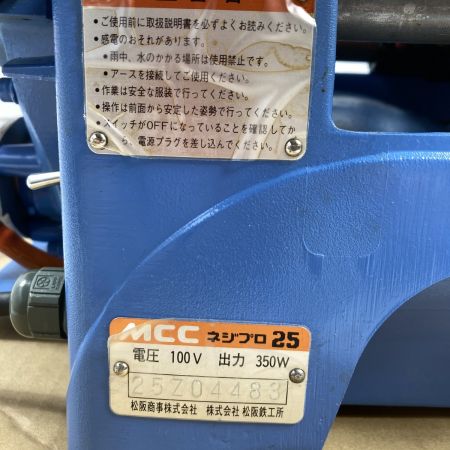 ・ご使用前に取扱説明書を必ずよくお読みください。
・感電のおそれがあります。
・雨中、水のかかる場所は使用禁止です。
・アースを接続してご使用ください。
・作業は安全な服装で行ってください。
・操作は前面から安定した姿勢で行ってください。
・スイッチがOFFになっていることを確認してか
ら、電源プラグを差し込んでください。
MCC ネジプロ 25
電圧 100V 出力 350W
25704483
松阪商事株式会社 株式会社 松阪鉄工所